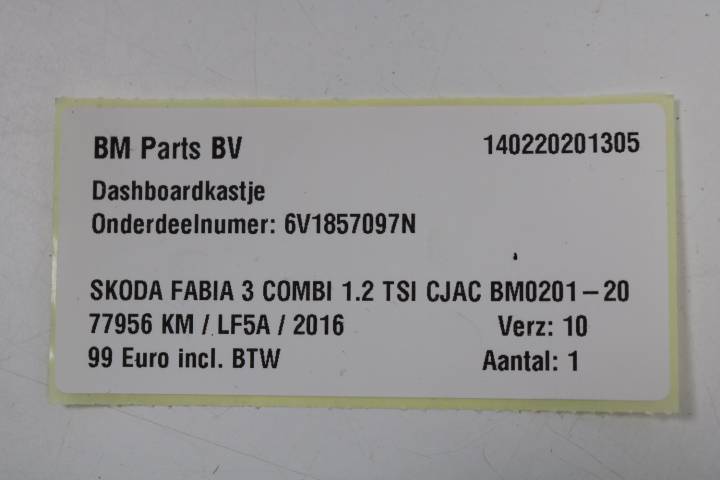 BM Parts BV 140220201305
Dashboardkastje
Onderdeelnumer: 6V1857097N
SKODA FABIA 3 COMBI 1.2 TSI CJAC BM0201-20
77956 KM / LF5A / 2016 Verz: 10
99 Euro incl. BTW Aantal: 1